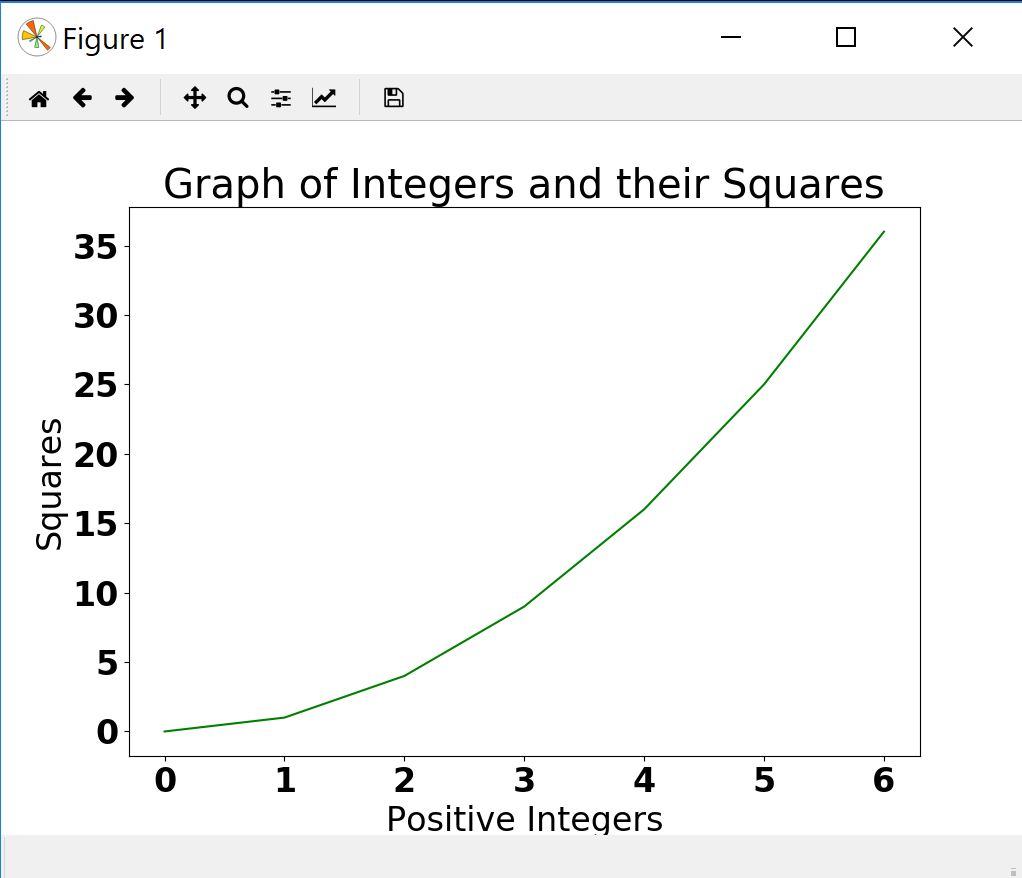 Figure 1
Graph of Integers and their Squares
35
30
25
20
15
10
5
0
Squares
0 1 2 3 4 5 6
Positive Integers